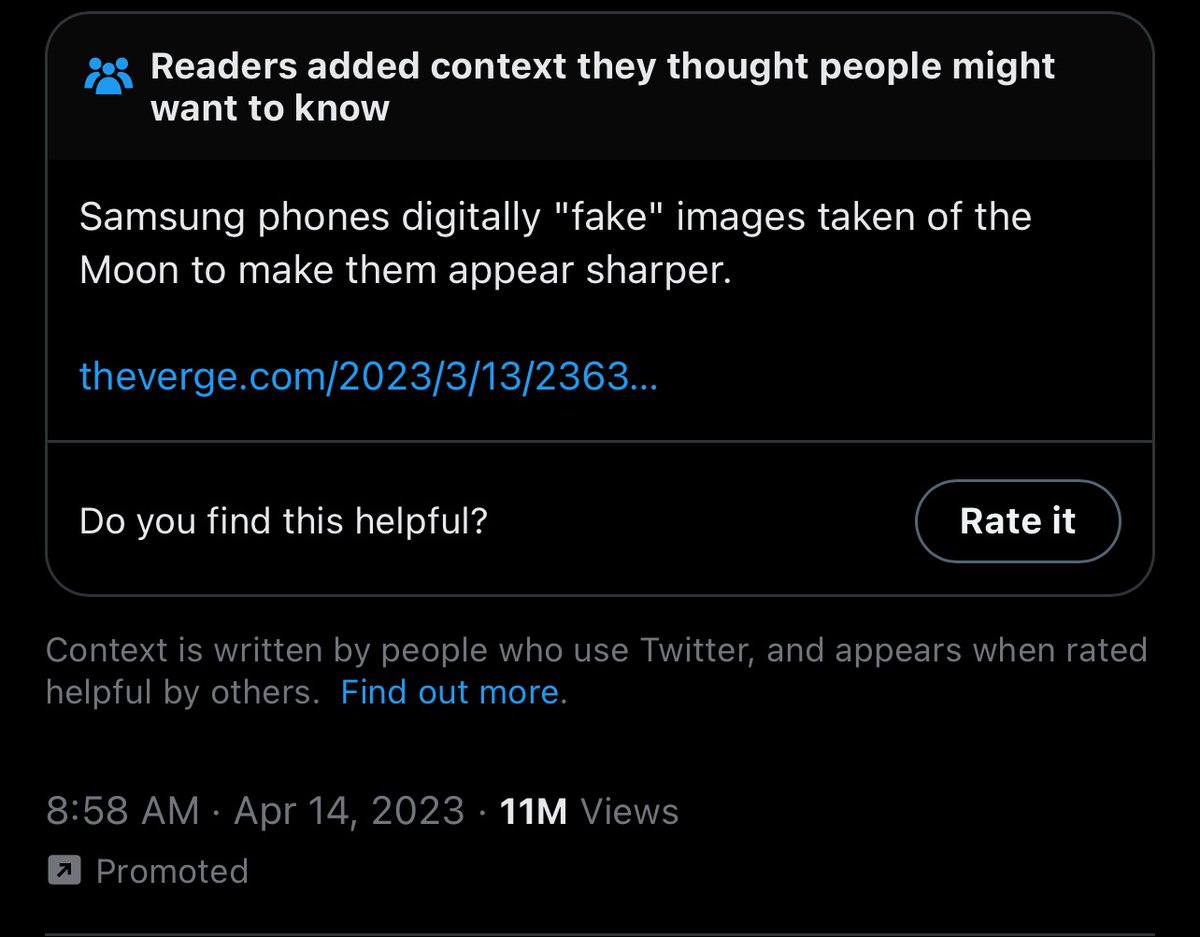 Readers added context they thought people might
want to know
Samsung phones digitally "fake" images taken of the
Moon to make them appear sharper.
theverge.com/2023/3/13/2363…
Do you find this helpful?
Rate it
Context is written by people who use Twitter, and appears when rated
helpful by others. Find out more.
8:58 AM · Apr 14, 2023 · 11M Views
Promoted